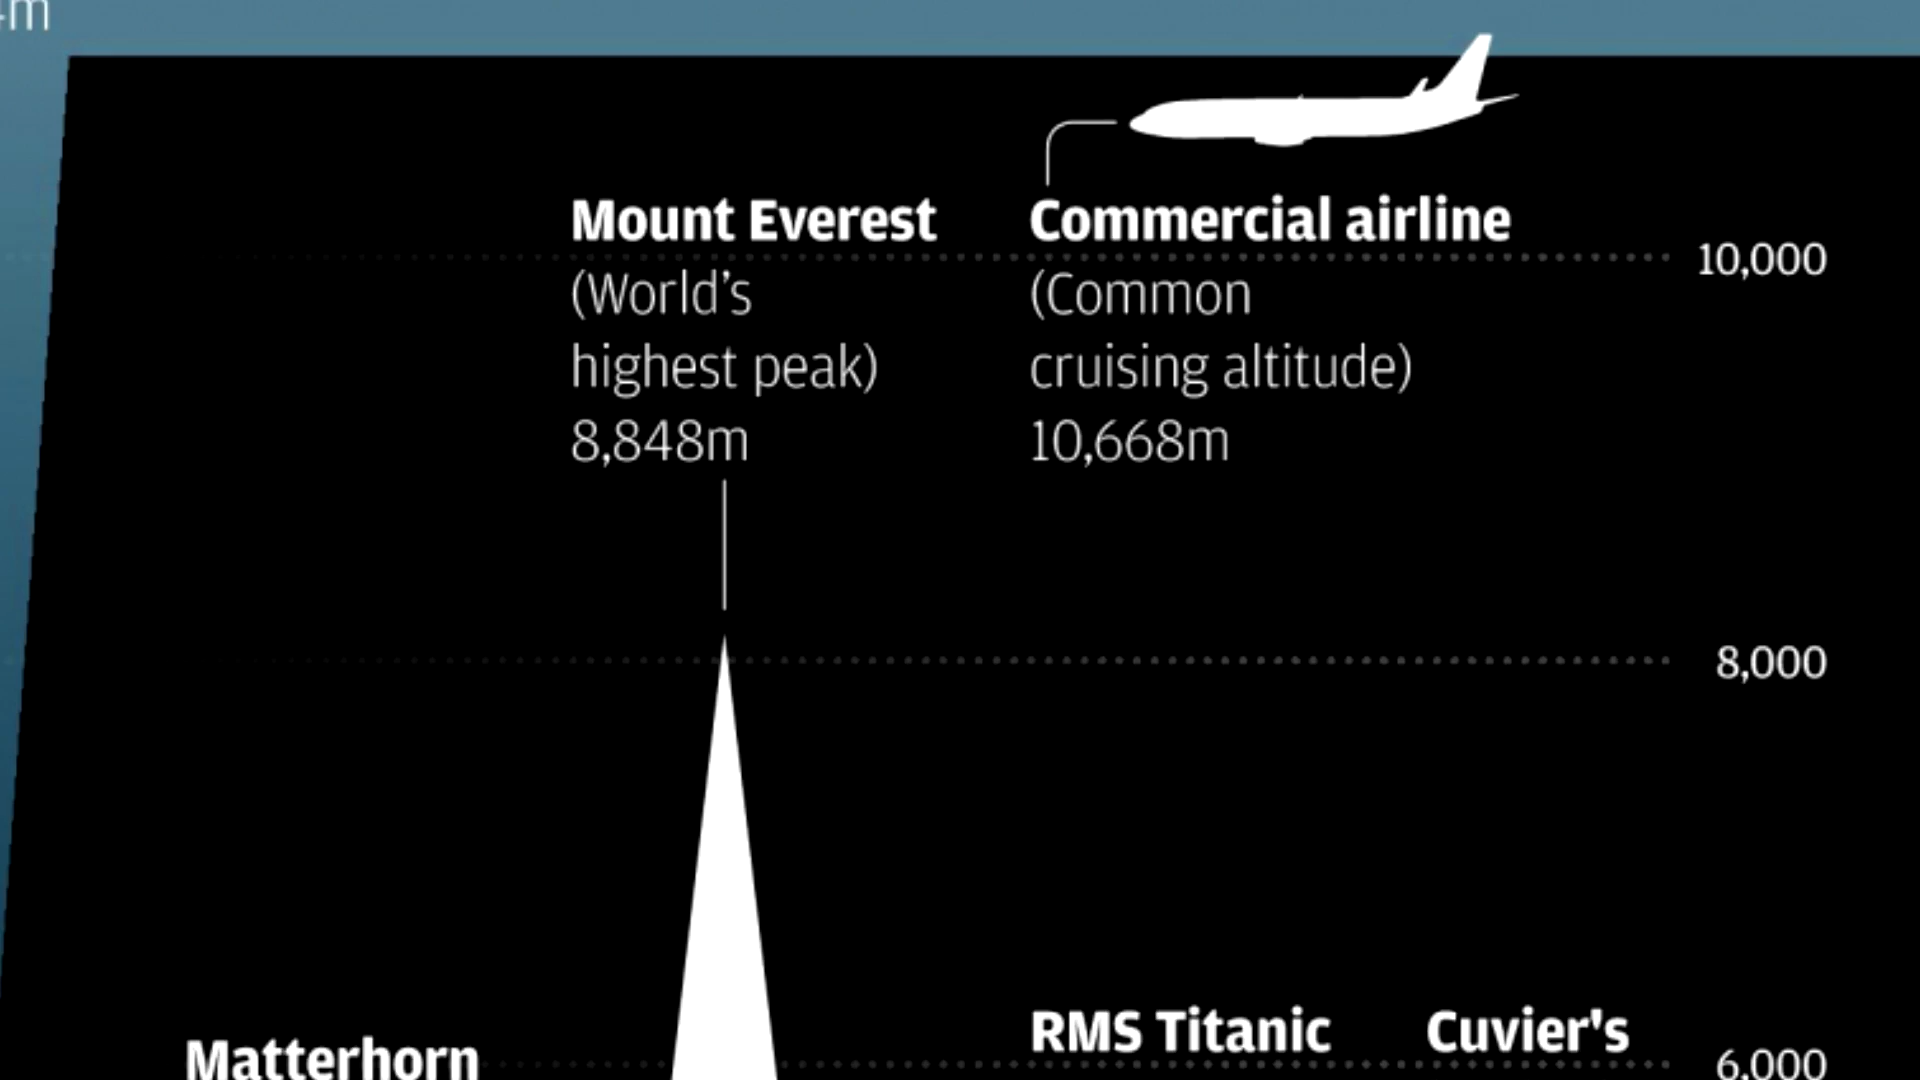 Mount Everest
(World's
highest peak)
8,848m
Commercial airline
(Common
cruising altitude)
10,668m
10,000
8,000
RMS Titanic
Cuvier's
Matterhorn
6,000